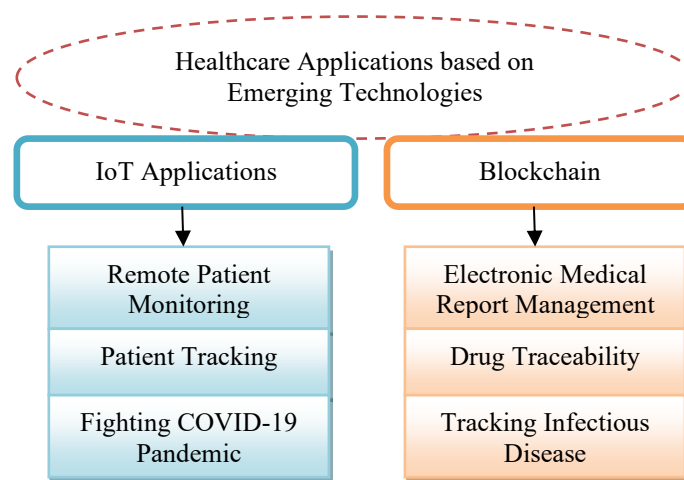 Healthcare Applications based on
Emerging Technologies
IoT Applications
Blockchain
Remote Patient
Monitoring
Patient Tracking
Fighting COVID-19
Pandemic
Electronic Medical
Report Management
Drug Traceability
Tracking Infectious
Disease